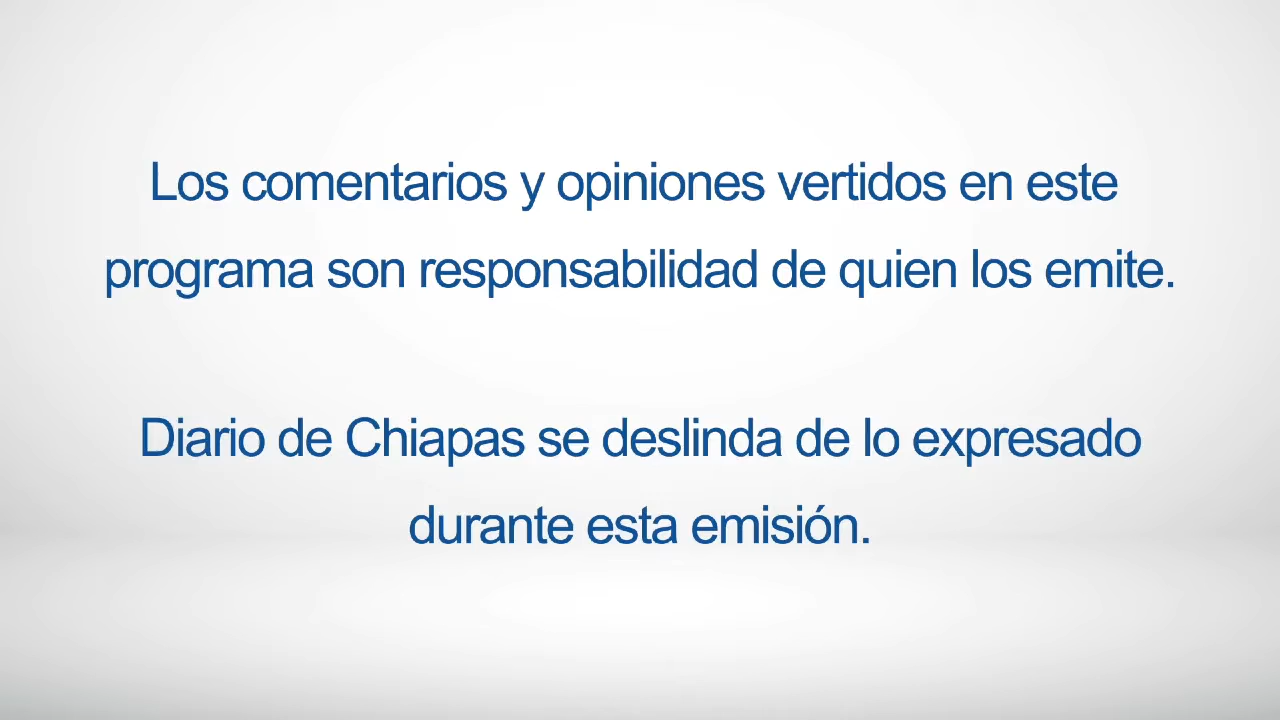 Los comentarios y opiniones vertidos en este
programa son responsabilidad de quien los emite.
Diario de Chiapas se deslinda de lo expresado
durante esta emisión.